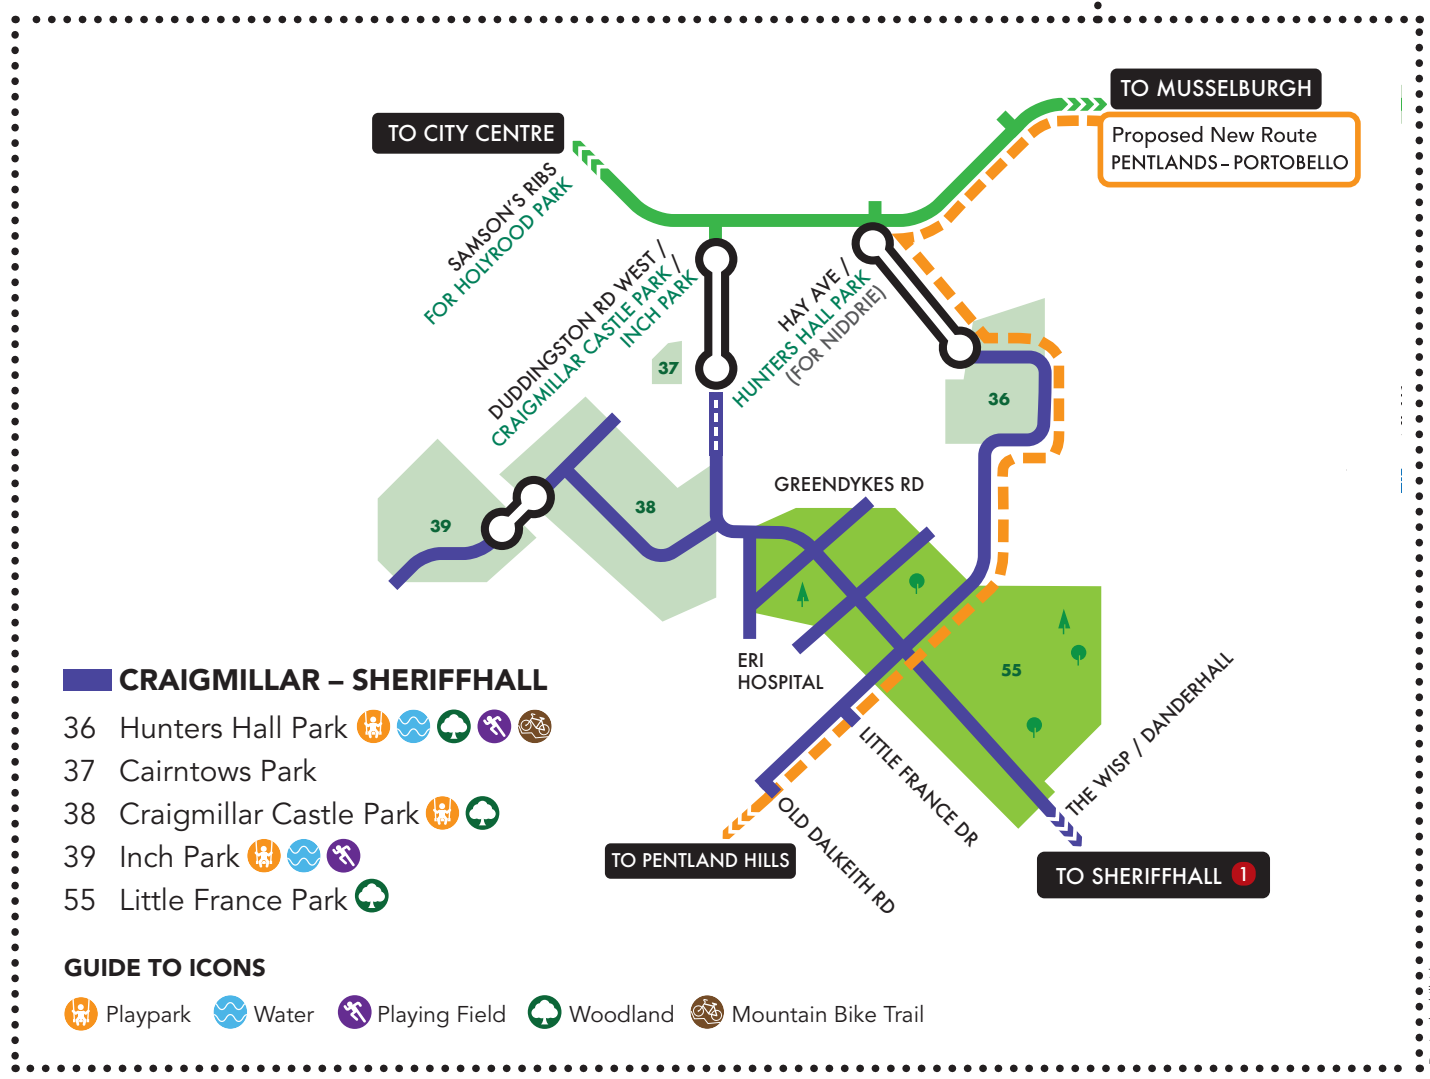 TO MUSSELBURGH
Proposed New Route
PENTLANDS – PORTOBELLO
TO CITY CENTRE
SAMSON'S RIBS
FOR HOLYROOD PARK
DUDDINGSTON RD WEST /
CRAIGMILLAR CASTLE PARK /
INCH PARK
HAY AVE /
HUNTERS HALL PARK
(FOR NIDDRIE)
37
36
39
38
GREENDYKES RD
55
ERI
HOSPITAL
THE WISP / DANDERHALL
LITTLE FRANCE DR
OLD DALKEITH RD
TO PENTLAND HILLS
TO SHERIFFHALL 1
CRAIGMILLAR – SHERIFFHALL
36 Hunters Hall Park
37 Cairntows Park
38 Craigmillar Castle Park
39 Inch Park
55 Little France Park
GUIDE TO ICONS
Playpark Water Playing Field Woodland Mountain Bike Trail